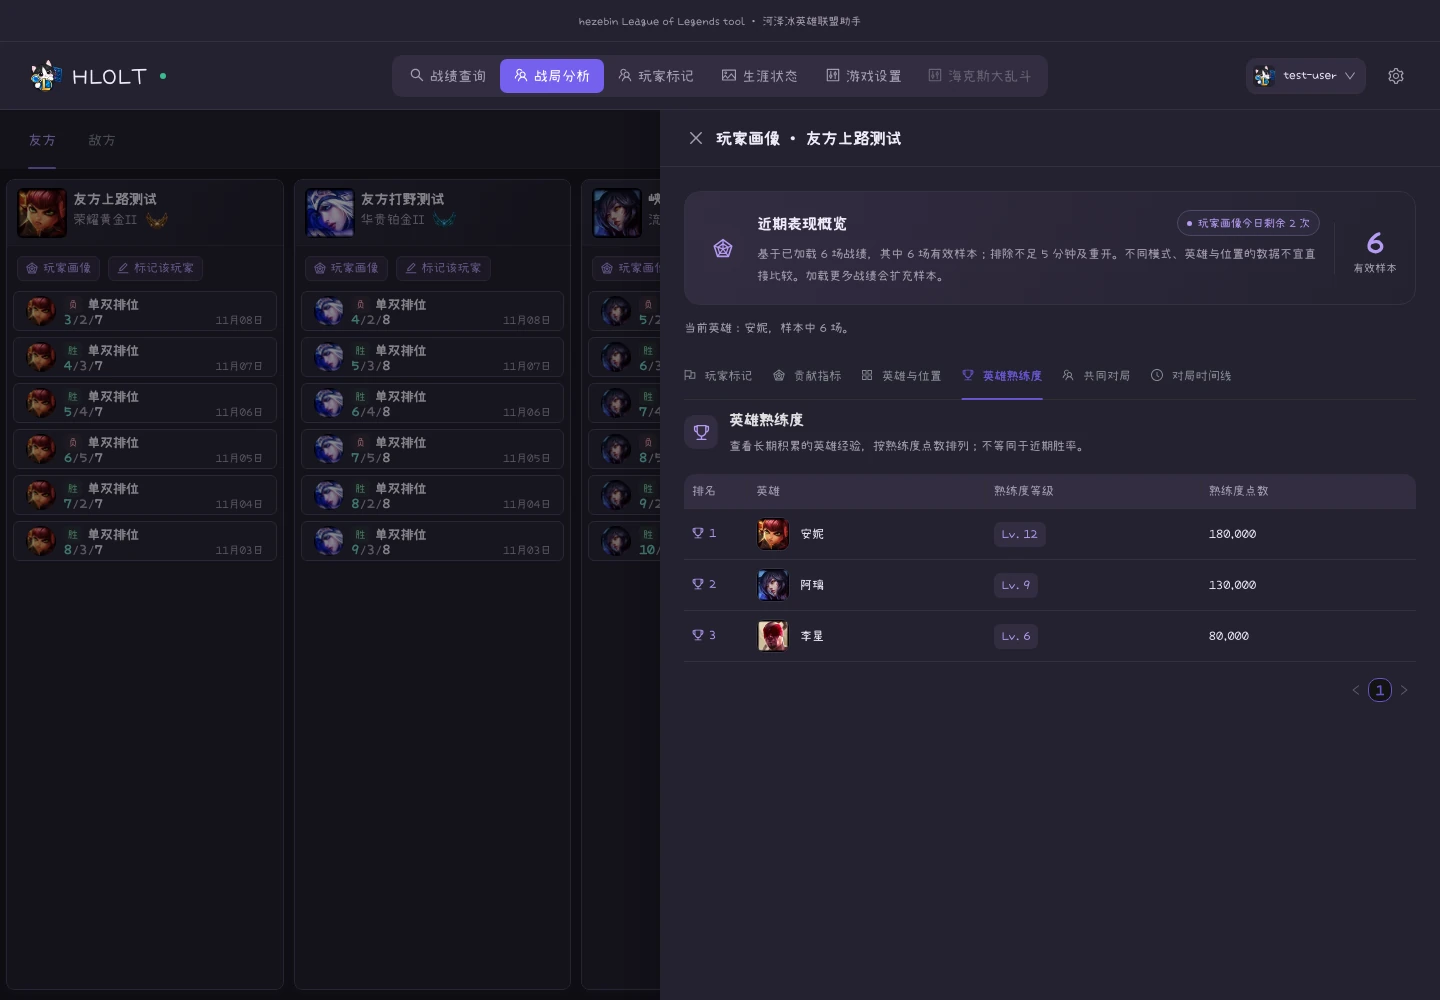 hezebin League of Legends tool · 河泽冰英雄联盟助手
HLOLT
战绩查询
战局分析
玩家标记
生涯状态
游戏设置
海克斯大乱斗
test-user
友方
敌方
友方上路测试
荣耀黄金II
玩家画像
标记该玩家
负 单双排位
3/2/7
11月08日
胜 单双排位
4/3/7
11月07日
胜 单双排位
5/4/7
11月06日
负 单双排位
6/5/7
11月05日
胜 单双排位
7/2/7
11月04日
胜 单双排位
8/3/7
11月03日
友方打野测试
华贵铂金II
玩家画像
标记该玩家
负 单双排位
4/2/8
11月08日
胜 单双排位
5/3/8
11月07日
胜 单双排位
6/4/8
11月06日
负 单双排位
7/5/8
11月05日
胜 单双排位
8/2/8
11月04日
胜 单双排位
9/3/8
11月03日
流
玩家画
负
5/2
胜
6/3
胜
7/4
负
8/5
胜
9/2
胜
10/
玩家画像 · 友方上路测试
近期表现概览
玩家画像今日剩余 2 次
基于已加载 6 场战绩，其中 6 场有效样本；排除不足 5 分钟及重开。不同模式、英雄与位置的数据不宜直
接比较。加载更多战绩会扩充样本。
6
有效样本
当前英雄：安妮，样本中 6 场。
玩家标记
贡献指标
英雄与位置
英雄熟练度
共同对局
对局时间线
英雄熟练度
查看长期积累的英雄经验，按熟练度点数排列；不等同于近期胜率。
排名 英雄 熟练度等级 熟练度点数
1 安妮 Lv. 12 180,000
2 阿璃 Lv. 9 130,000
3 李星 Lv. 6 80,000
1